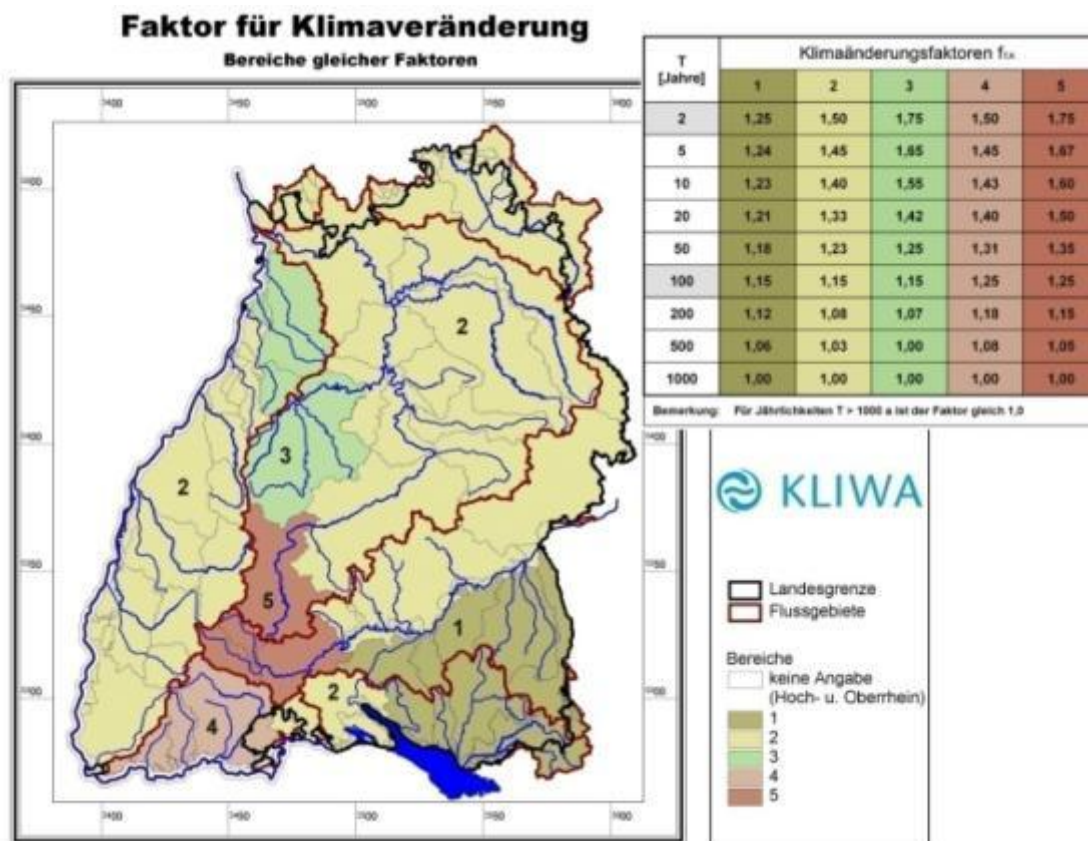 Faktor für Klimaveränderung
Bereiche gleicher Faktoren
T [Jahre] Klimaänderungsfaktoren
1 2 3 4 5
2 1,25 1,50 1,75 1,50 1,75
5 1,24 1,45 1,65 1,45 1,67
10 1,23 1,40 1,55 1,43 1,60
20 1,21 1,33 1,42 1,40 1,50
50 1,18 1,23 1,25 1,31 1,35
100 1,15 1,15 1,15 1,25 1,25
200 1,12 1,08 1,07 1,18 1,15
500 1,06 1,03 1,00 1,08 1,05
1000 1,00 1,00 1,00 1,00 1,00
Bemerkung: Für Jährlichkeiten T > 1000 a ist der Faktor gleich 1,0
2
3
2
5
1
2
4
KLIWA
Landesgrenze
Flussgebiete
Bereiche
keine Angabe
(Hoch- u. Oberrhein)
1
2
3
4
5